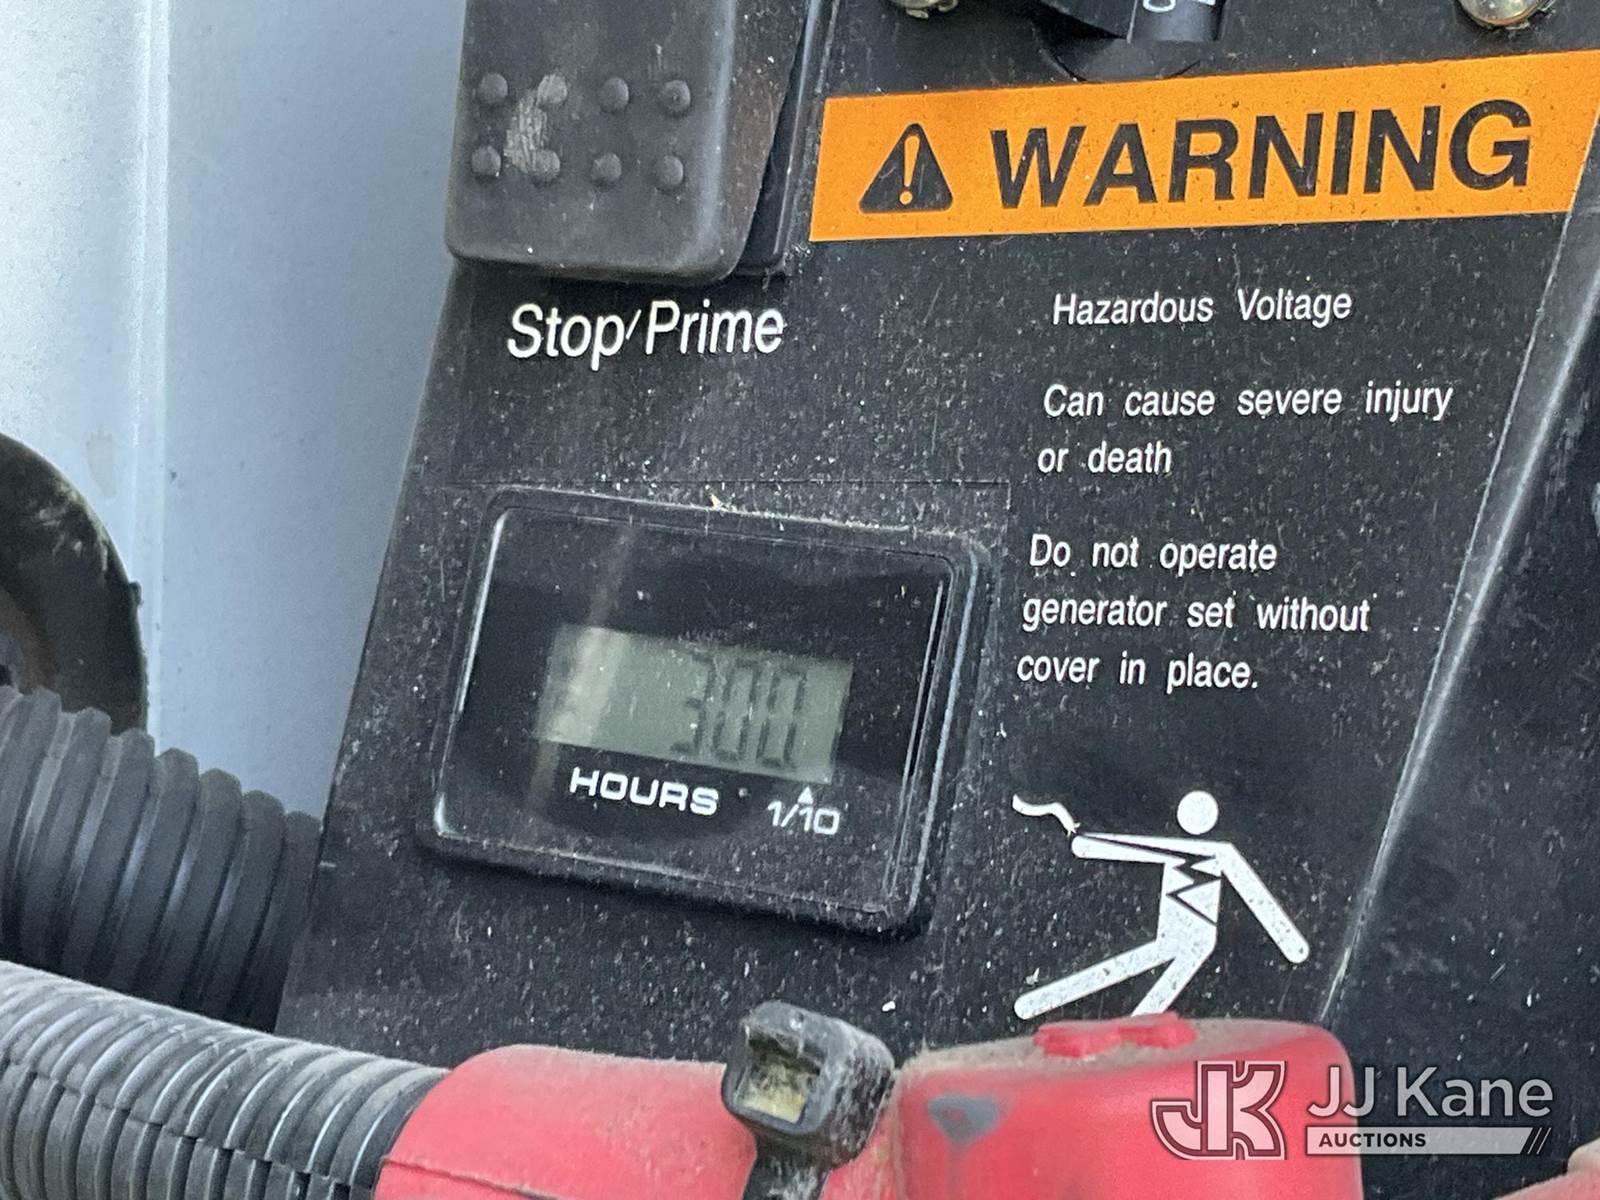 WARNING
Stop/Prime
Hazardous Voltage
Can cause severe injury
or death
Do not operate
generator set without
cover in place.
HOURS 1/10
JK JJ Kane
AUCTIONS